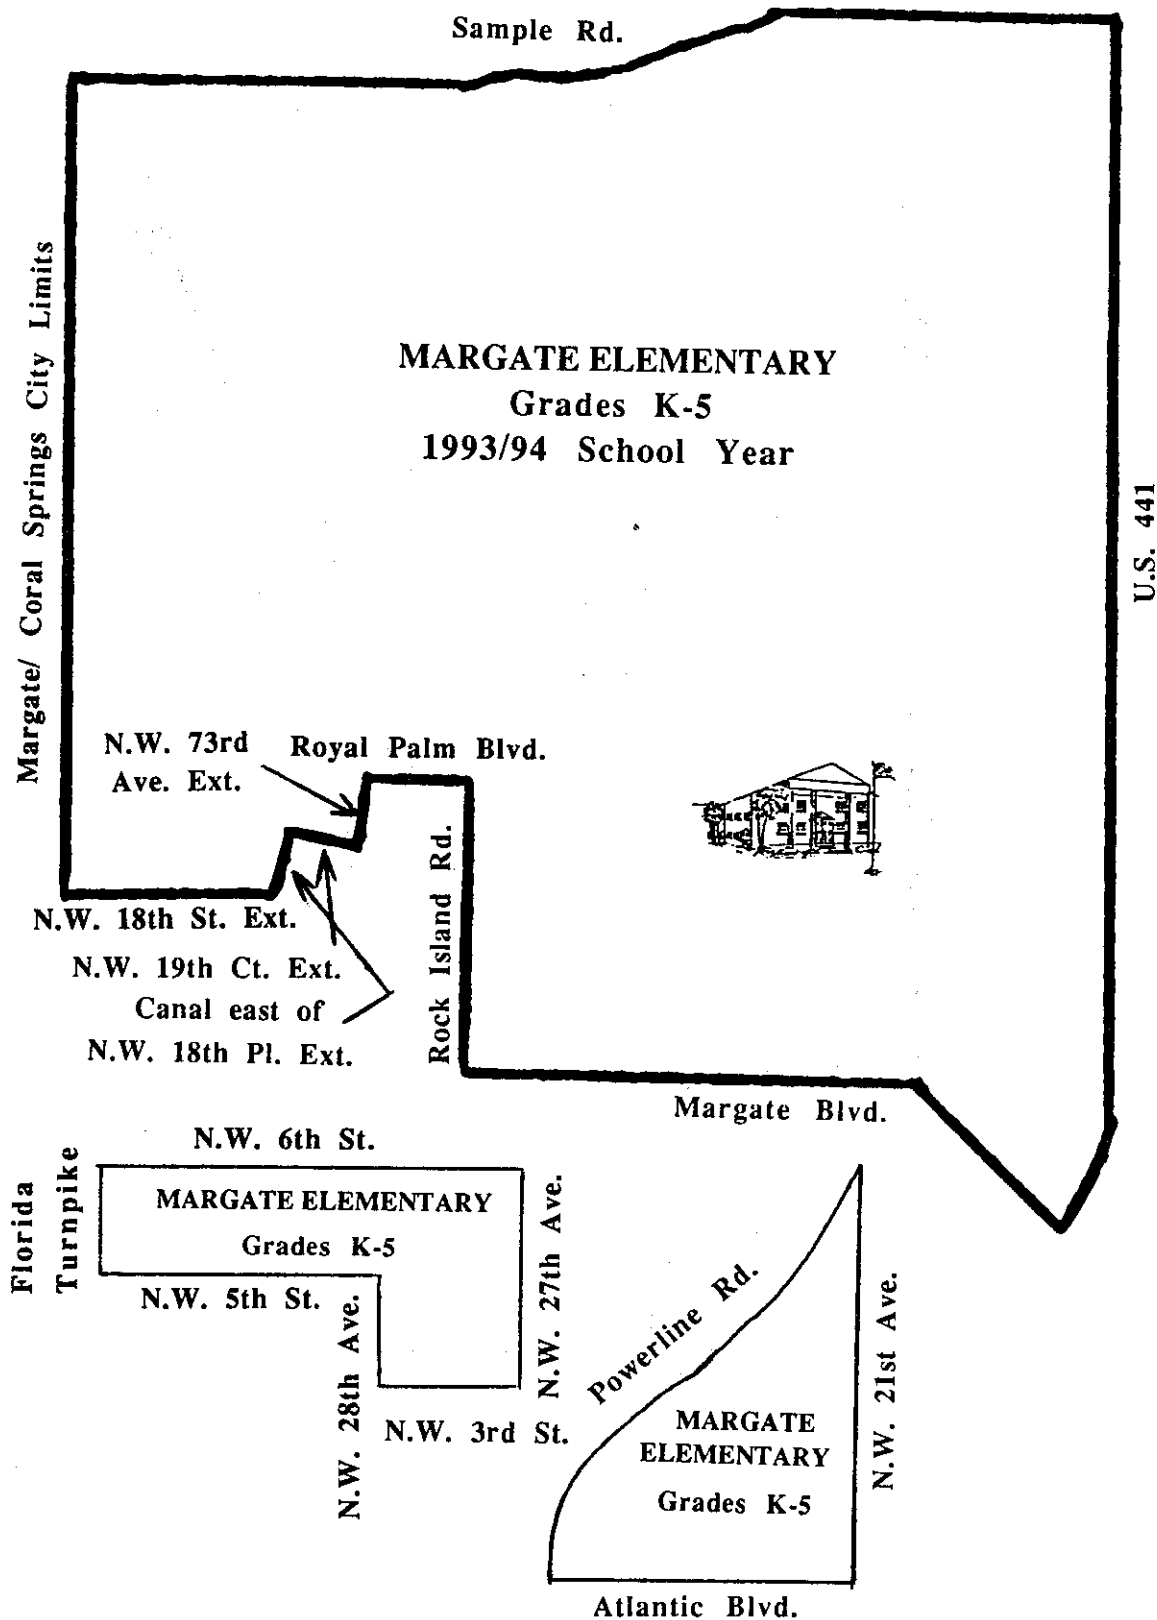 Sample Rd.
Margate/ Coral Springs City Limits
MARGATE ELEMENTARY
Grades K-5
1993/94 School Year
U.S. 441
N.W. 73rd
Ave. Ext.
Royal Palm Blvd.
Rock Island Rd.
N.W. 18th St. Ext.
N.W. 19th Ct. Ext.
Canal east of
N.W. 18th Pl. Ext.
Margate Blvd.
N.W. 6th St.
Florida
Turnpike
MARGATE ELEMENTARY
Grades K-5
N.W. 5th St.
N.W. 28th Ave.
N.W. 27th Ave.
N.W. 3rd St.
Powerline Rd.
N.W. 21st Ave.
MARGATE
ELEMENTARY
Grades K-5
Atlantic Blvd.